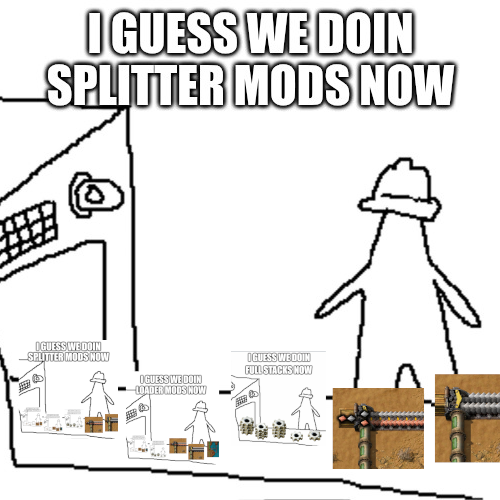 I GUESS WE DOIN
SPLITTER MODS NOW
I GUESS WE DOIN
SPLITTER MODS NOW
I GUESS WE DOIN
LOADER MODS NOW
I GUESS WE DOIN
FULL STACKS NOW